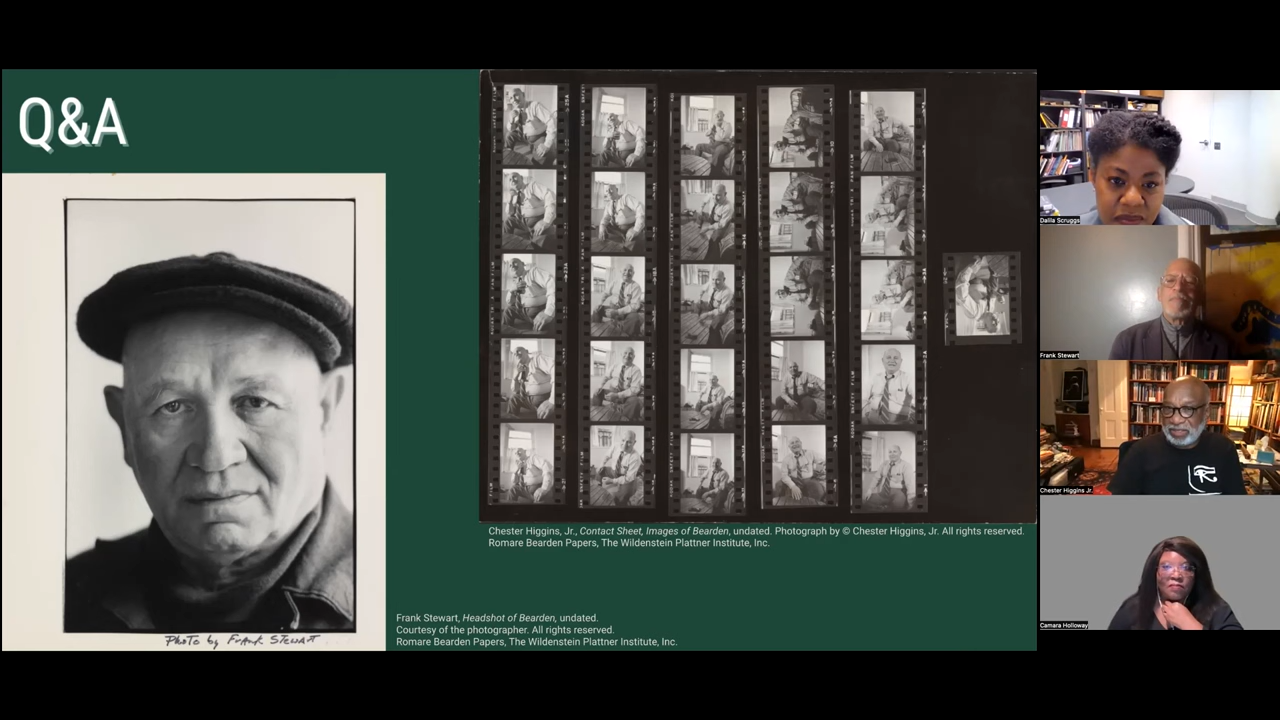 Q&A
Photo by Frank Stewart
Chester Higgins, Jr., Contact Sheet, Images of Bearden, undated. Photograph by © Chester Higgins, Jr. All rights reserved.
Romare Bearden Papers, The Wildenstein Plattner Institute, Inc.
Frank Stewart, Headshot of Bearden, undated.
Courtesy of the photographer. All rights reserved.
Romare Bearden Papers, The Wildenstein Plattner Institute, Inc.
Dalila Scruggs
Frank Stewart
Chester Higgins Jr.
Camara Holloway